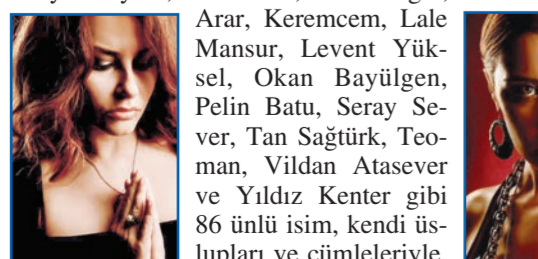 Arar, Keremcem, Lale
Mansur, Levent Yük-
sel, Okan Bayülgen,
Pelin Batu, Seray Se-
ver, Tan Sağtürk, Teo-
man, Vildan Atasever
ve Yıldız Kenter gibi
86 ünlü isim, kendi üs-
lupları ve cümleleriyle